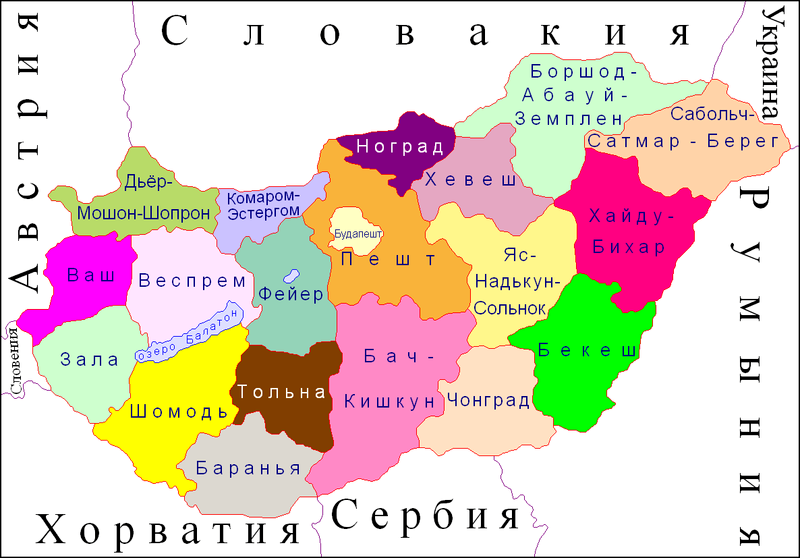 Словакия
Австрия
Украина
Румыния
Боршод-
Абауй-
Земплен
Сабольч-
Сатмар - Берег
Ноград
Хевеш
Дьёр-
Мошон-Шопрон
Комаром-
Эстергом
Будапешт
Пешт
Хайду-
Бихар
Яс-
Надькун-
Сольнок
Ваш
Веспрем
Фейер
озеро Балатон
Словения
Зала
Бач-
Кишкун
Бекеш
Тольна
Шомодь
Чонград
Баранья
Хорватия
Сербия